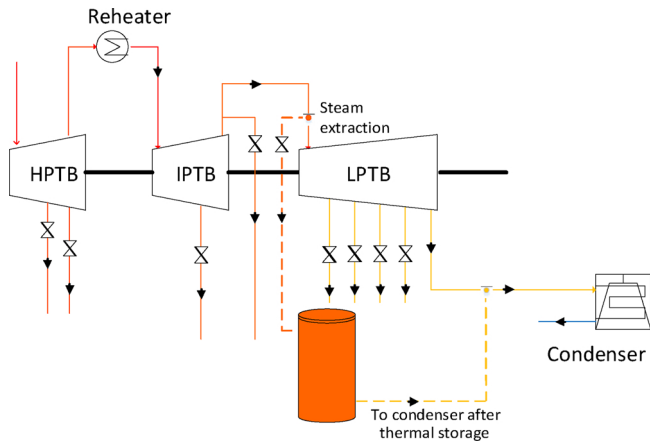 Reheater
Steam
extraction
HPTB
IPTB
LPTB
Condenser
To condenser after
thermal storage